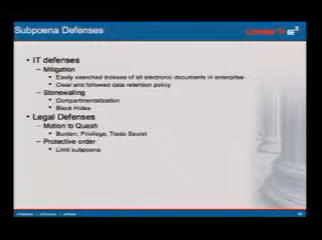 Subpoena Defenses
• IT defenses
– Mitigation
• Easily searched indexes of all electronic documents in enterprise
• Clear and followed data retention policy
– Stonewalling
• Compartmentalization
• Black Holes
• Legal Defenses
– Motion to Quash
• Burden, Privilege, Trade Secret
– Protective order
• Limit subpoena